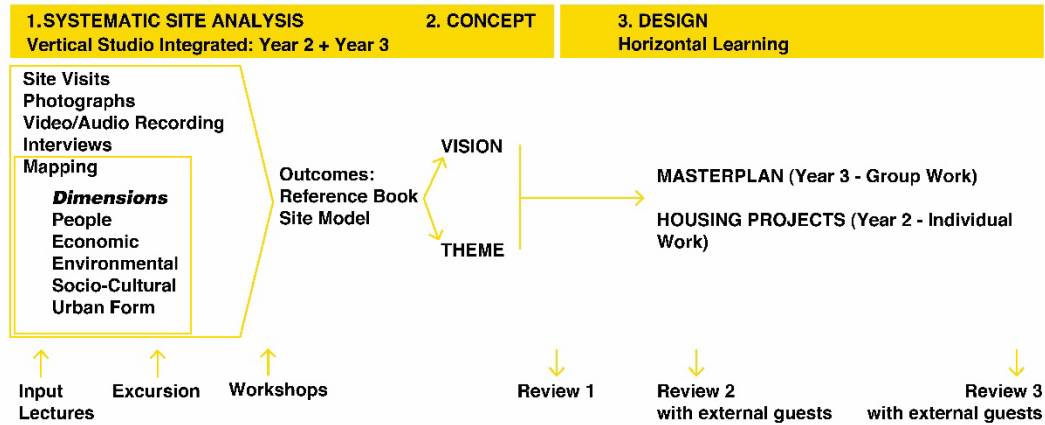 1.SYSTEMATIC SITE ANALYSIS
2. CONCEPT
Vertical Studio Integrated: Year 2 + Year 3
3. DESIGN
Horizontal Learning
Site Visits
Photographs
Video/Audio Recording
Interviews
Mapping
Dimensions
People
Economic
Environmental
Socio-Cultural
Urban Form
Outcomes:
Reference Book
Site Model
VISION
THEME
MASTERPLAN (Year 3 - Group Work)
HOUSING PROJECTS (Year 2 - Individual
Work)
Input
Lectures
Excursion
Workshops
Review 1
Review 2
with external guests
Review 3
with external guests